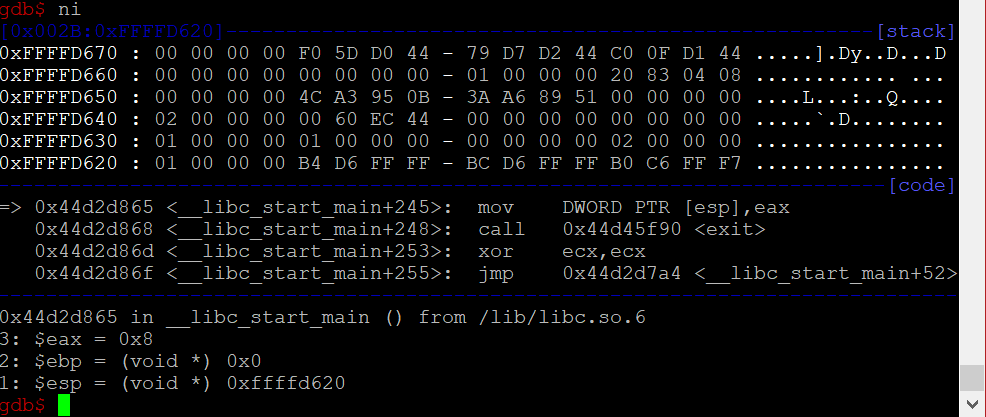 gdb$ ni
[0x002B:0xFFFFD620]------[stack]
0xFFFFD670 : 00 00 00 00 F0 5D D0 44 - 79 D7 D2 44 C0 0F D1 44 .....].Dy..D...D
0xFFFFD660 : 00 00 00 00 00 00 00 00 - 01 00 00 00 20 83 04 08 ............ ...
0xFFFFD650 : 00 00 00 00 4C A3 95 0B - 3A A6 89 51 00 00 00 00 ....L...:..Q....
0xFFFFD640 : 02 00 00 00 00 60 EC 44 - 00 00 00 00 00 00 00 00 .....`.D........
0xFFFFD630 : 01 00 00 00 01 00 00 00 - 00 00 00 00 02 00 00 00 ................
0xFFFFD620 : 01 00 00 00 B4 D6 FF FF - BC D6 FF FF B0 C6 FF F7 ................
[code]
=> 0x44d2d865 <__libc_start_main+245>: mov DWORD PTR [esp],eax
0x44d2d868 <__libc_start_main+248>: call 0x44d45f90 <exit>
0x44d2d86d <__libc_start_main+253>: xor ecx,ecx
0x44d2d86f <__libc_start_main+255>: jmp 0x44d2d7a4 <__libc_start_main+52>
0x44d2d865 in __libc_start_main () from /lib/libc.so.6
3: $eax = 0x8
2: $ebp = (void *) 0x0
1: $esp = (void *) 0xffffd620
gdb$